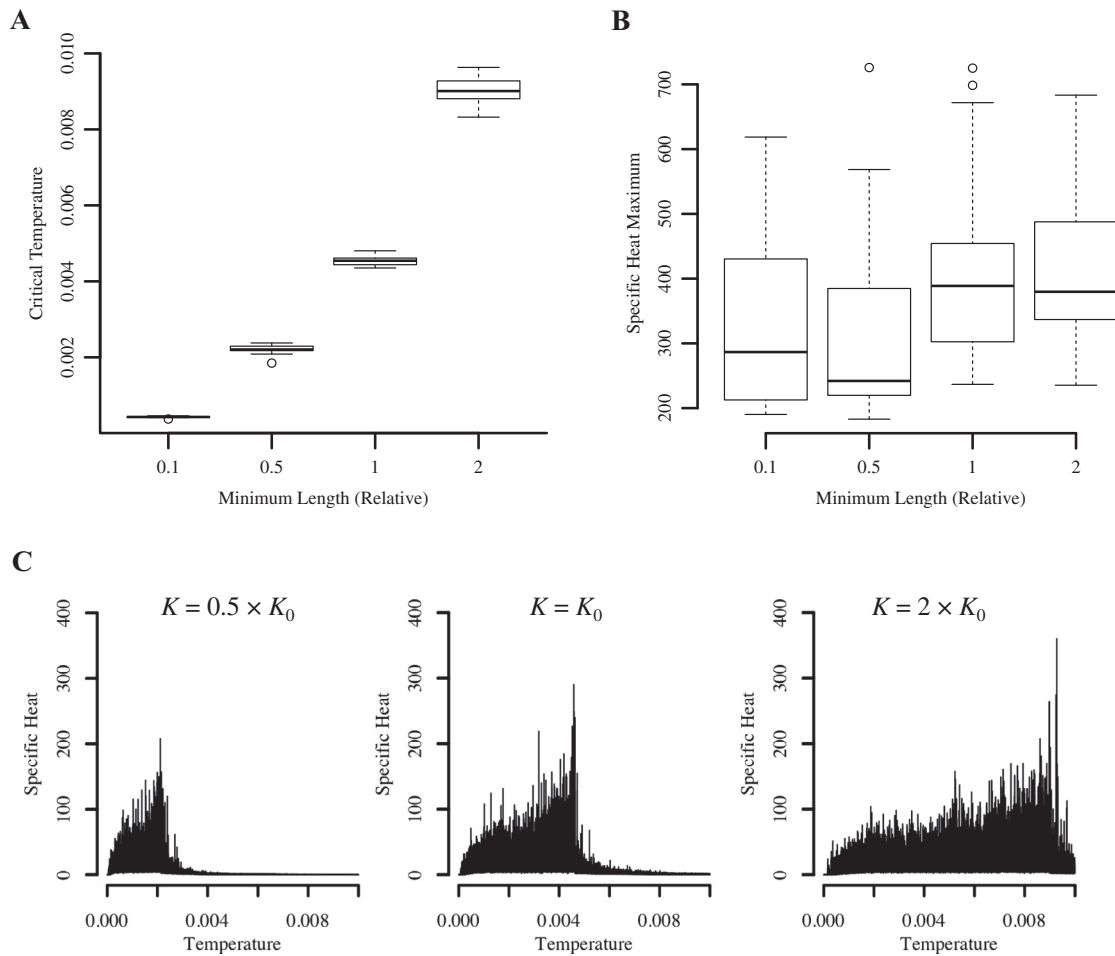 A
0.010
0.008
0.006
0.004
0.002
Critical Temperature
0.1 0.5 1 2
Minimum Length (Relative)
B
700
600
500
400
300
200
Specific Heat Maximum
0.1 0.5 1 2
Minimum Length (Relative)
C
K = 0.5 × K0
400
300
200
100
0
Specific Heat
0.000 0.004 0.008
Temperature
K = K0
400
300
200
100
0
Specific Heat
0.000 0.004 0.008
Temperature
K = 2 × K0
400
300
200
100
0
Specific Heat
0.000 0.004 0.008
Temperature